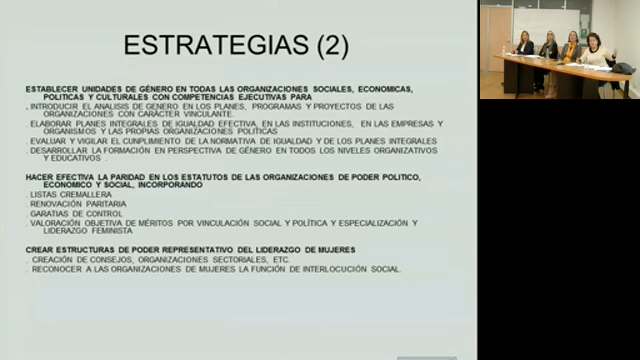 ESTRATEGIAS (2)
ESTABLECER UNIDADES DE GÉNERO EN TODAS LAS ORGANIZACIONES SOCIALES, ECONOMICAS,
POLITICAS Y CULTURALES CON COMPETENCIAS EJECUTIVAS PARA
. INTRODUCIR EL ANALISIS DE GENERO EN LOS PLANES, PROGRAMAS Y PROYECTOS DE LAS
ORGANIZACIONES CON CARÁCTER VINCULANTE.
. ELABORAR PLANES INTEGRALES DE IGUALDAD EFECTIVA, EN LAS INSTITUCIONES, EN LAS EMPRESAS Y
ORGANISMOS Y LAS PROPIAS ORGANIZACIONES POLITICAS
. EVALUAR Y VIGILAR EL CUNPLIMIENTO DE LA NORMATIVA DE IGUALDAD Y DE LOS PLANES INTEGRALES
. DESARROLLAR LA FORMACIÓN EN PERSPECTIVA DE GÉNERO EN TODOS LOS NIVELES ORGANIZATIVOS
Y EDUCATIVOS .
HACER EFECTIVA LA PARIDAD EN LOS ESTATUTOS DE LAS ORGANIZACIONES DE PODER POLITICO,
ECONÓMICO Y SOCIAL, INCORPORANDO
. LISTAS CREMALLERA
. RENOVACIÓN PARITARIA
. GARATIAS DE CONTROL
. VALORACIÓN OBJETIVA DE MÉRITOS POR VINCULACIÓN SOCIAL Y POLÍTICA Y ESPECIALIZACIÓN Y
LIDERAZGO FEMINISTA
CREAR ESTRUCTURAS DE PODER REPRESENTATIVO DEL LIDERAZGO DE MUJERES
. CREACIÓN DE CONSEJOS, ORGANIZACIONES SECTORIALES, ETC.
. RECONOCER A LAS ORGANIZACIONES DE MUJERES LA FUNCIÓN DE INTERLOCUCIÓN SOCIAL.